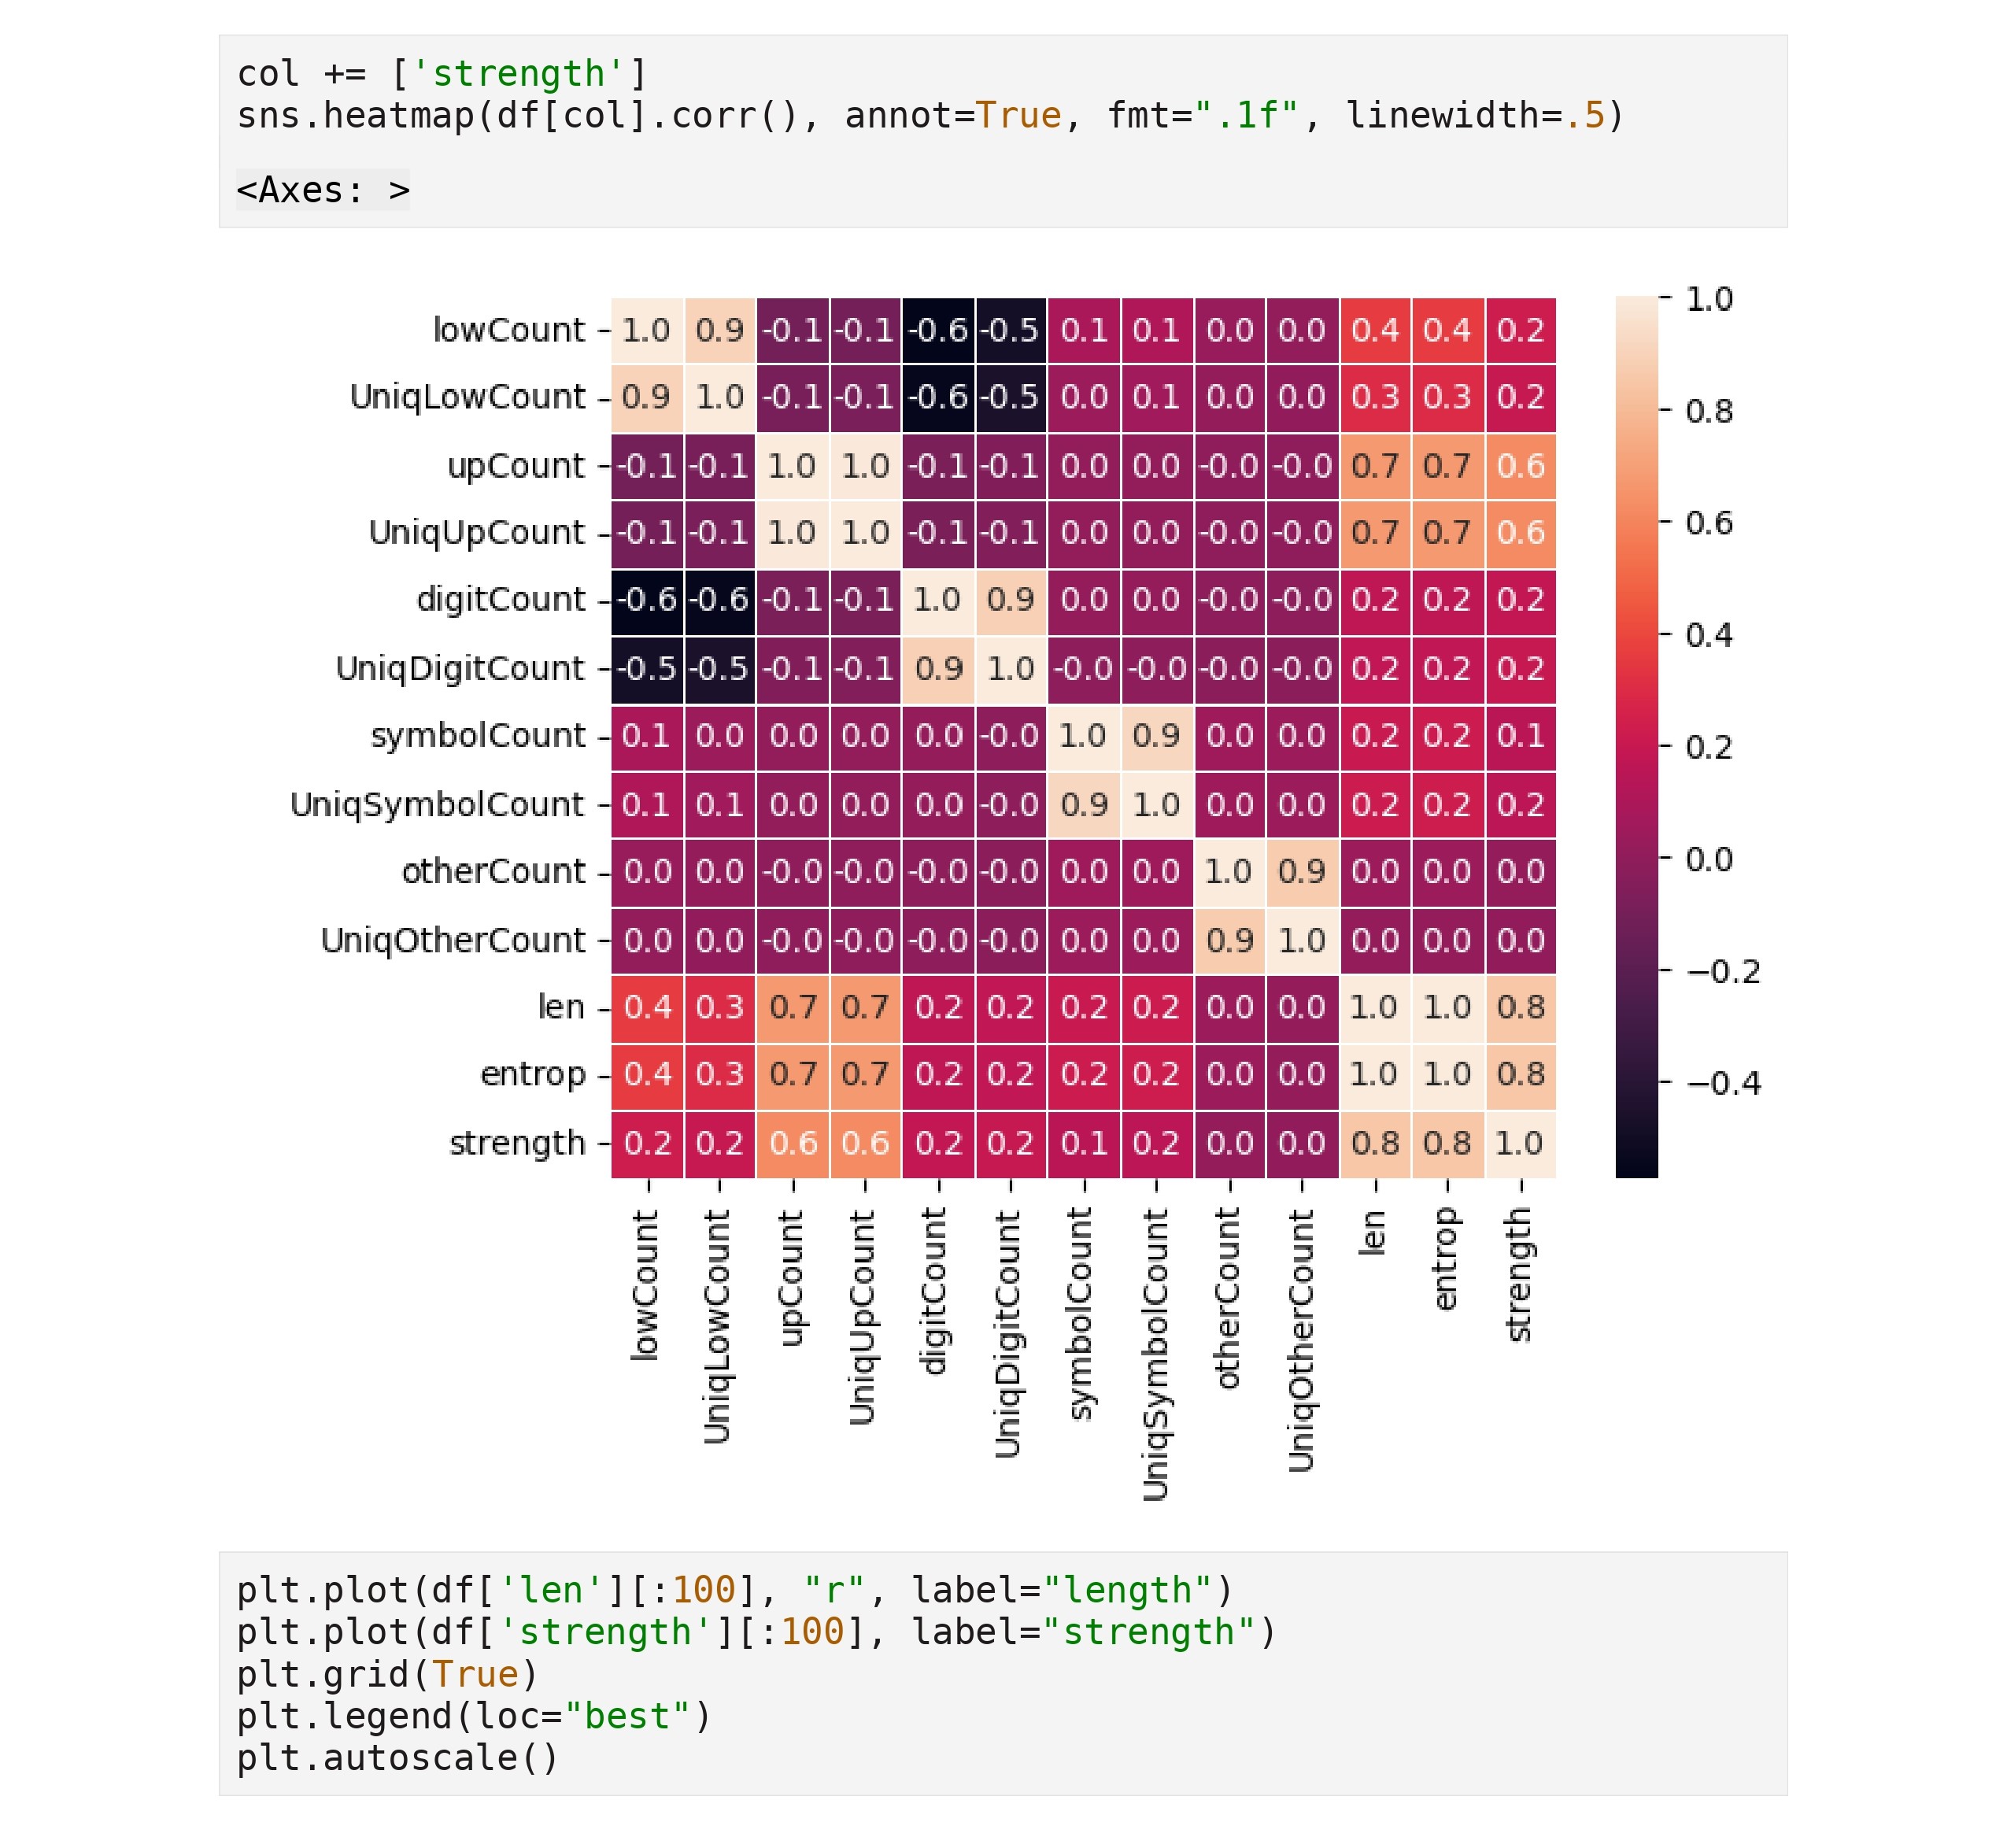 col += ['strength']
sns.heatmap(df[col].corr(), annot=True, fmt=".1f", linewidth=.5)
<Axes: >
lowCount 1.0 0.9 -0.1 -0.1 -0.6 -0.5 0.1 0.1 0.0 0.0 0.4 0.4 0.2
UniqLowCount 0.9 1.0 -0.1 -0.1 -0.6 -0.5 0.0 0.1 0.0 0.0 0.3 0.3 0.2
upCount -0.1 -0.1 1.0 1.0 -0.1 -0.1 0.0 0.0 -0.0 -0.0 0.7 0.7 0.6
UniqUpCount -0.1 -0.1 1.0 1.0 -0.1 -0.1 0.0 0.0 -0.0 -0.0 0.7 0.7 0.6
digitCount -0.6 -0.6 -0.1 -0.1 1.0 0.9 0.0 0.0 -0.0 -0.0 0.2 0.2 0.2
UniqDigitCount -0.5 -0.5 -0.1 -0.1 0.9 1.0 -0.0 -0.0 -0.0 -0.0 0.2 0.2 0.2
symbolCount 0.1 0.0 0.0 0.0 0.0 -0.0 1.0 0.9 0.0 0.0 0.2 0.2 0.1
UniqSymbolCount 0.1 0.1 0.0 0.0 0.0 -0.0 0.9 1.0 0.0 0.0 0.2 0.2 0.2
otherCount 0.0 0.0 -0.0 -0.0 -0.0 -0.0 0.0 0.0 1.0 0.9 0.0 0.0 0.0
UniqOtherCount 0.0 0.0 -0.0 -0.0 -0.0 -0.0 0.0 0.0 0.9 1.0 0.0 0.0 0.0
len 0.4 0.3 0.7 0.7 0.2 0.2 0.2 0.2 0.0 0.0 1.0 1.0 0.8
entrop 0.4 0.3 0.7 0.7 0.2 0.2 0.2 0.2 0.0 0.0 1.0 1.0 0.8
strength 0.2 0.2 0.6 0.6 0.2 0.2 0.1 0.2 0.0 0.0 0.8 0.8 1.0
lowCount
UniqLowCount
upCount
UniqUpCount
digitCount
UniqDigitCount
symbolCount
UniqSymbolCount
otherCount
UniqOtherCount
len
entrop
strength
1.0
0.8
0.6
0.4
0.2
0.0
−0.2
−0.4
plt.plot(df['len'][:100], "r", label="length")
plt.plot(df['strength'][:100], label="strength")
plt.grid(True)
plt.legend(loc="best")
plt.autoscale()